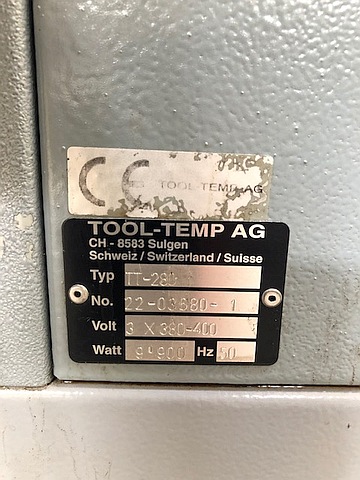 CE TOOL-TEMP AG
TOOL-TEMP AG
CH - 8583 Sulgen
Schweiz / Switzerland / Suisse
Typ TT-280
No. 22-03680- 1
Volt 3 X 380-400
Watt 9'900 Hz 50